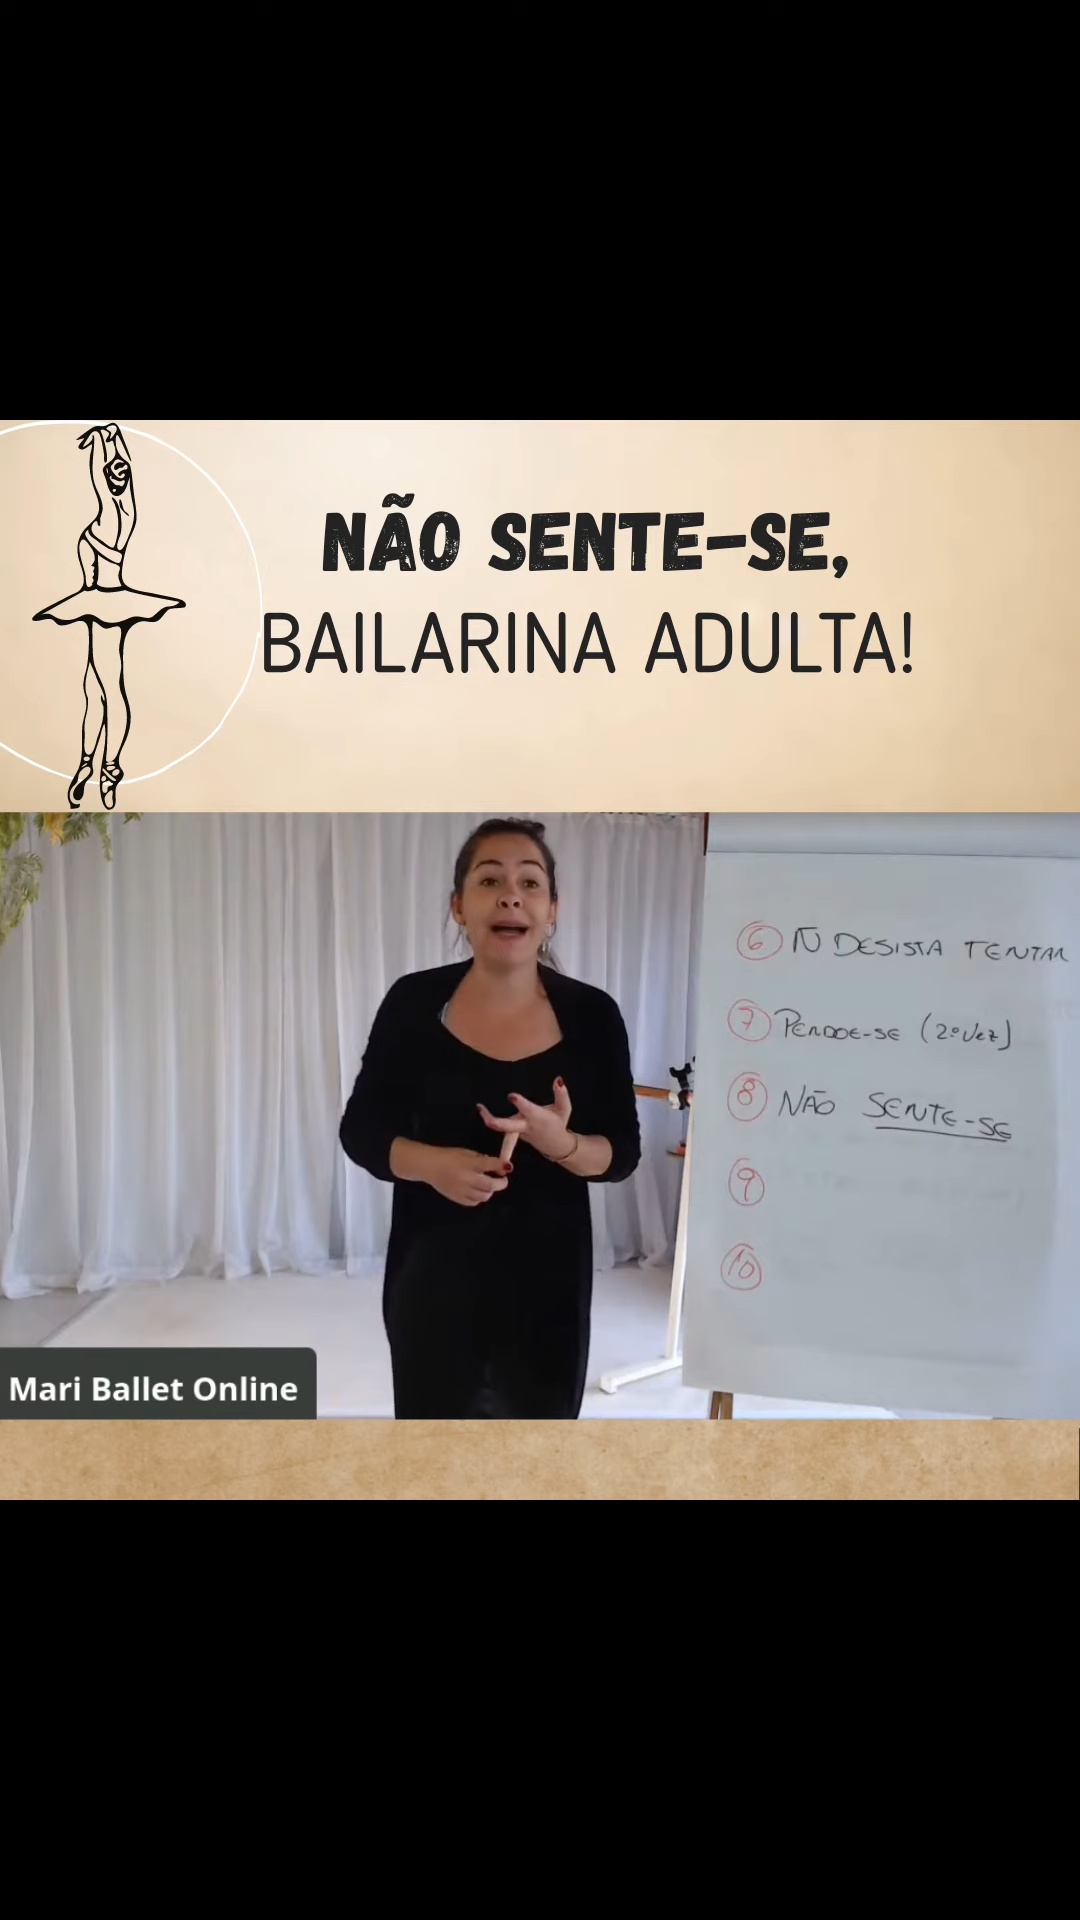 NÃO SENTE-SE,
BAILARINA ADULTA!
6 Ñ DESISTA TENTAR
7 PERDOE-SE (2º VEZ)
8 NÃO SENTE-SE
9
10
Mari Ballet Online